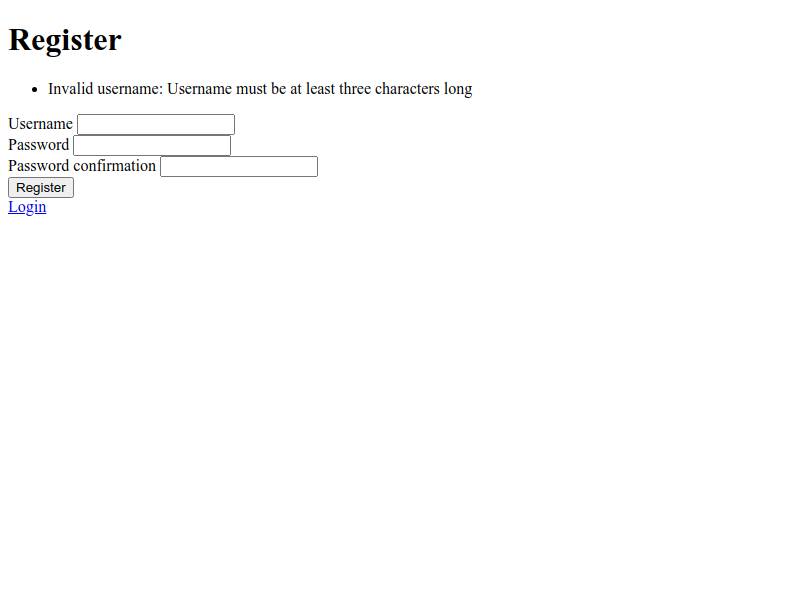 Register
Invalid username: Username must be at least three characters long
Username
Password
Password confirmation
Register
Login